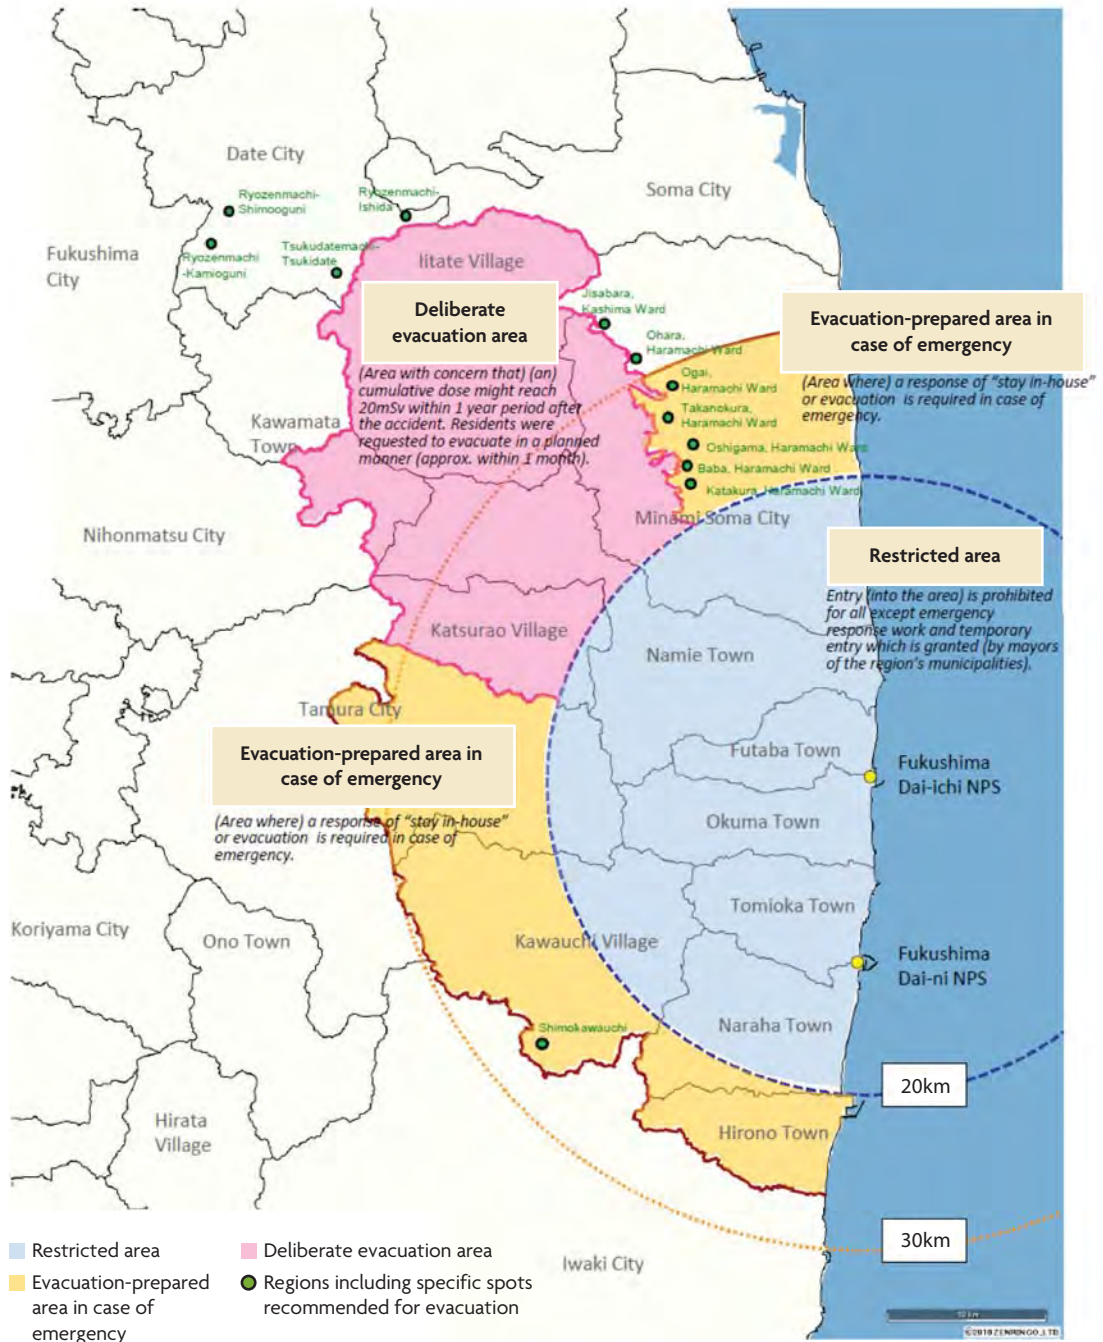 Date City
Soma City
Ryozenmachi-
Shimooguni
Ryozenmachi-
Ishida
Fukushima
City
Ryozenmachi
-Kamioguni
Tsukudatemachi-
Tsukidate
Iitate Village
Jisabara,
Kashima Ward
Deliberate
evacuation area
(Area with concern that) (an)
cumulative dose might reach
20mSv within 1 year period after
the accident. Residents were
requested to evacuate in a planned
manner (approx. within 1 month).
Ohara,
Haramachi Ward
Evacuation-prepared area in
case of emergency
(Area where) a response of "stay in-house"
or evacuation is required in case of
emergency.
Ogai,
Haramachi Ward
Takanokura,
Haramachi Ward
Oshigama, Haramachi Ward
Baba, Haramachi Ward
Katakura, Haramachi Ward
Kawamata
Town
Minami Soma City
Nihonmatsu City
Restricted area
Entry (into the area) is prohibited
for all except emergency
response work and temporary
entry which is granted (by mayors
of the region's municipalities).
Katsurao Village
Namie Town
Tamura City
Evacuation-prepared area in
case of emergency
(Area where) a response of "stay in-house"
or evacuation is required in case of
emergency.
Futaba Town
Fukushima
Dai-ichi NPS
Okuma Town
Tomioka Town
Koriyama City
Ono Town
Kawauchi Village
Fukushima
Dai-ni NPS
Shimokawauchi
Naraha Town
20km
Hirata
Village
Hirono Town
30km
Iwaki City
Restricted area
Deliberate evacuation area
Evacuation-prepared
area in case of
emergency
Regions including specific spots
recommended for evacuation
10 km
©2010 ZENRIN CO., LTD